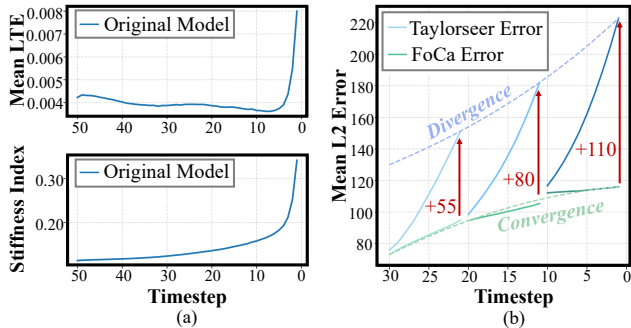 Mean LTE
0.008
0.007
0.006
0.005
0.004
Original Model
50
40
30
20
10
0
Stiffness Index
0.30
0.20
Original Model
50
40
30
20
10
0
Timestep
(a)
Mean L2 Error
220
200
180
160
140
120
100
80
Taylorseer Error
FoCa Error
Divergence
+55
+80
+110
Convergence
30
20
10
0
Timestep
(b)